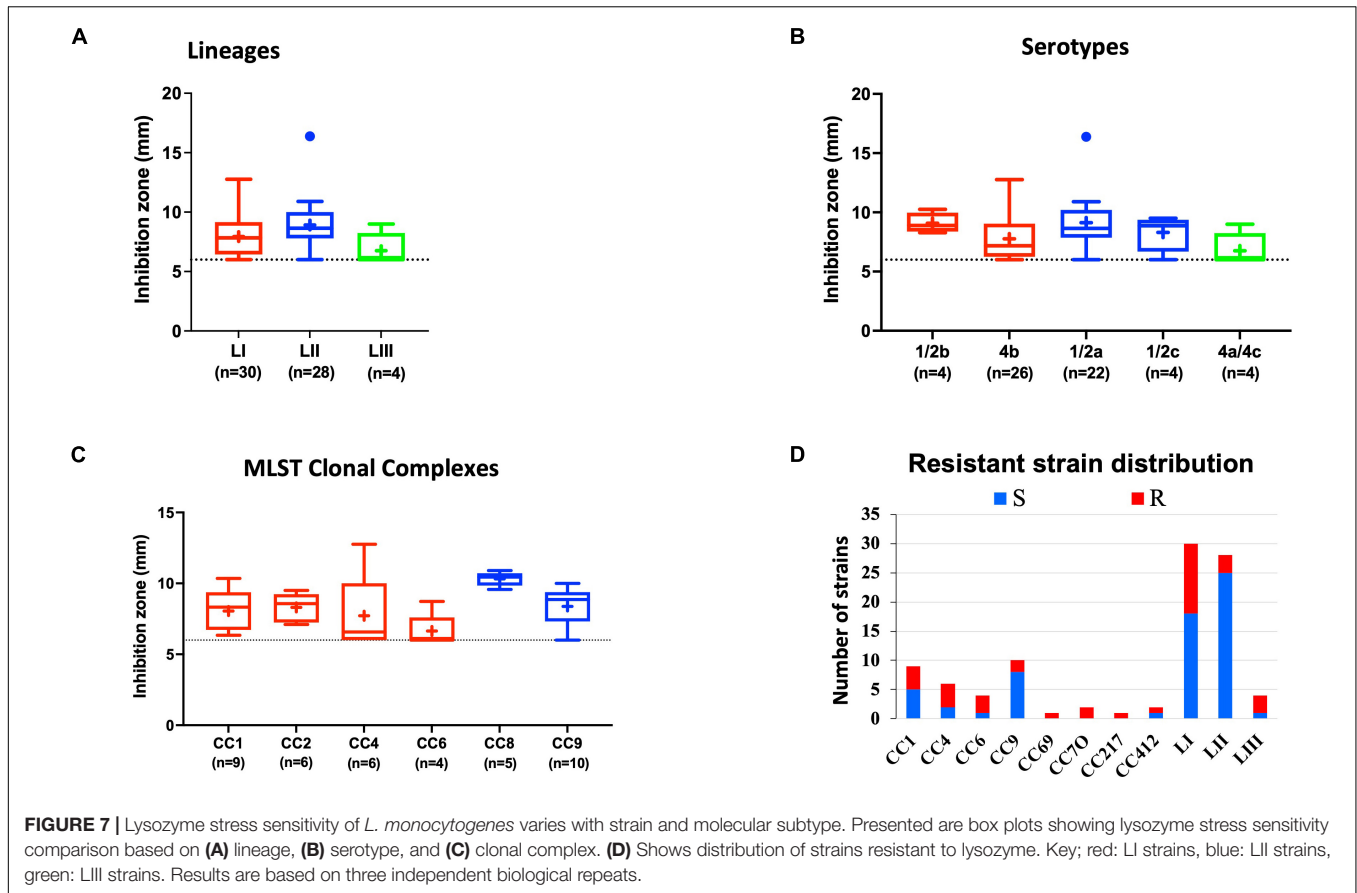 A
Lineages
Inhibition zone (mm)
20
15
10
5
0
LI LII LIII
(n=30) (n=28) (n=4)
B
Serotypes
Inhibition zone (mm)
20
15
10
5
0
1/2b 4b 1/2a 1/2c 4a/4c
(n=4) (n=26) (n=22) (n=4) (n=4)
C
MLST Clonal Complexes
Inhibition zone (mm)
15
10
5
0
CC1 CC2 CC4 CC6 CC8 CC9
(n=9) (n=6) (n=6) (n=4) (n=5) (n=10)
D
Resistant strain distribution
S R
Number of strains
35
30
25
20
15
10
5
0
CC1 CC4 CC6 CC9 CC69 CC7O CC217 CC412 LI LII LIII
FIGURE 7 | Lysozyme stress sensitivity of L. monocytogenes varies with strain and molecular subtype. Presented are box plots showing lysozyme stress sensitivity
comparison based on (A) lineage, (B) serotype, and (C) clonal complex. (D) Shows distribution of strains resistant to lysozyme. Key; red: LI strains, blue: LII strains,
green: LIII strains. Results are based on three independent biological repeats.